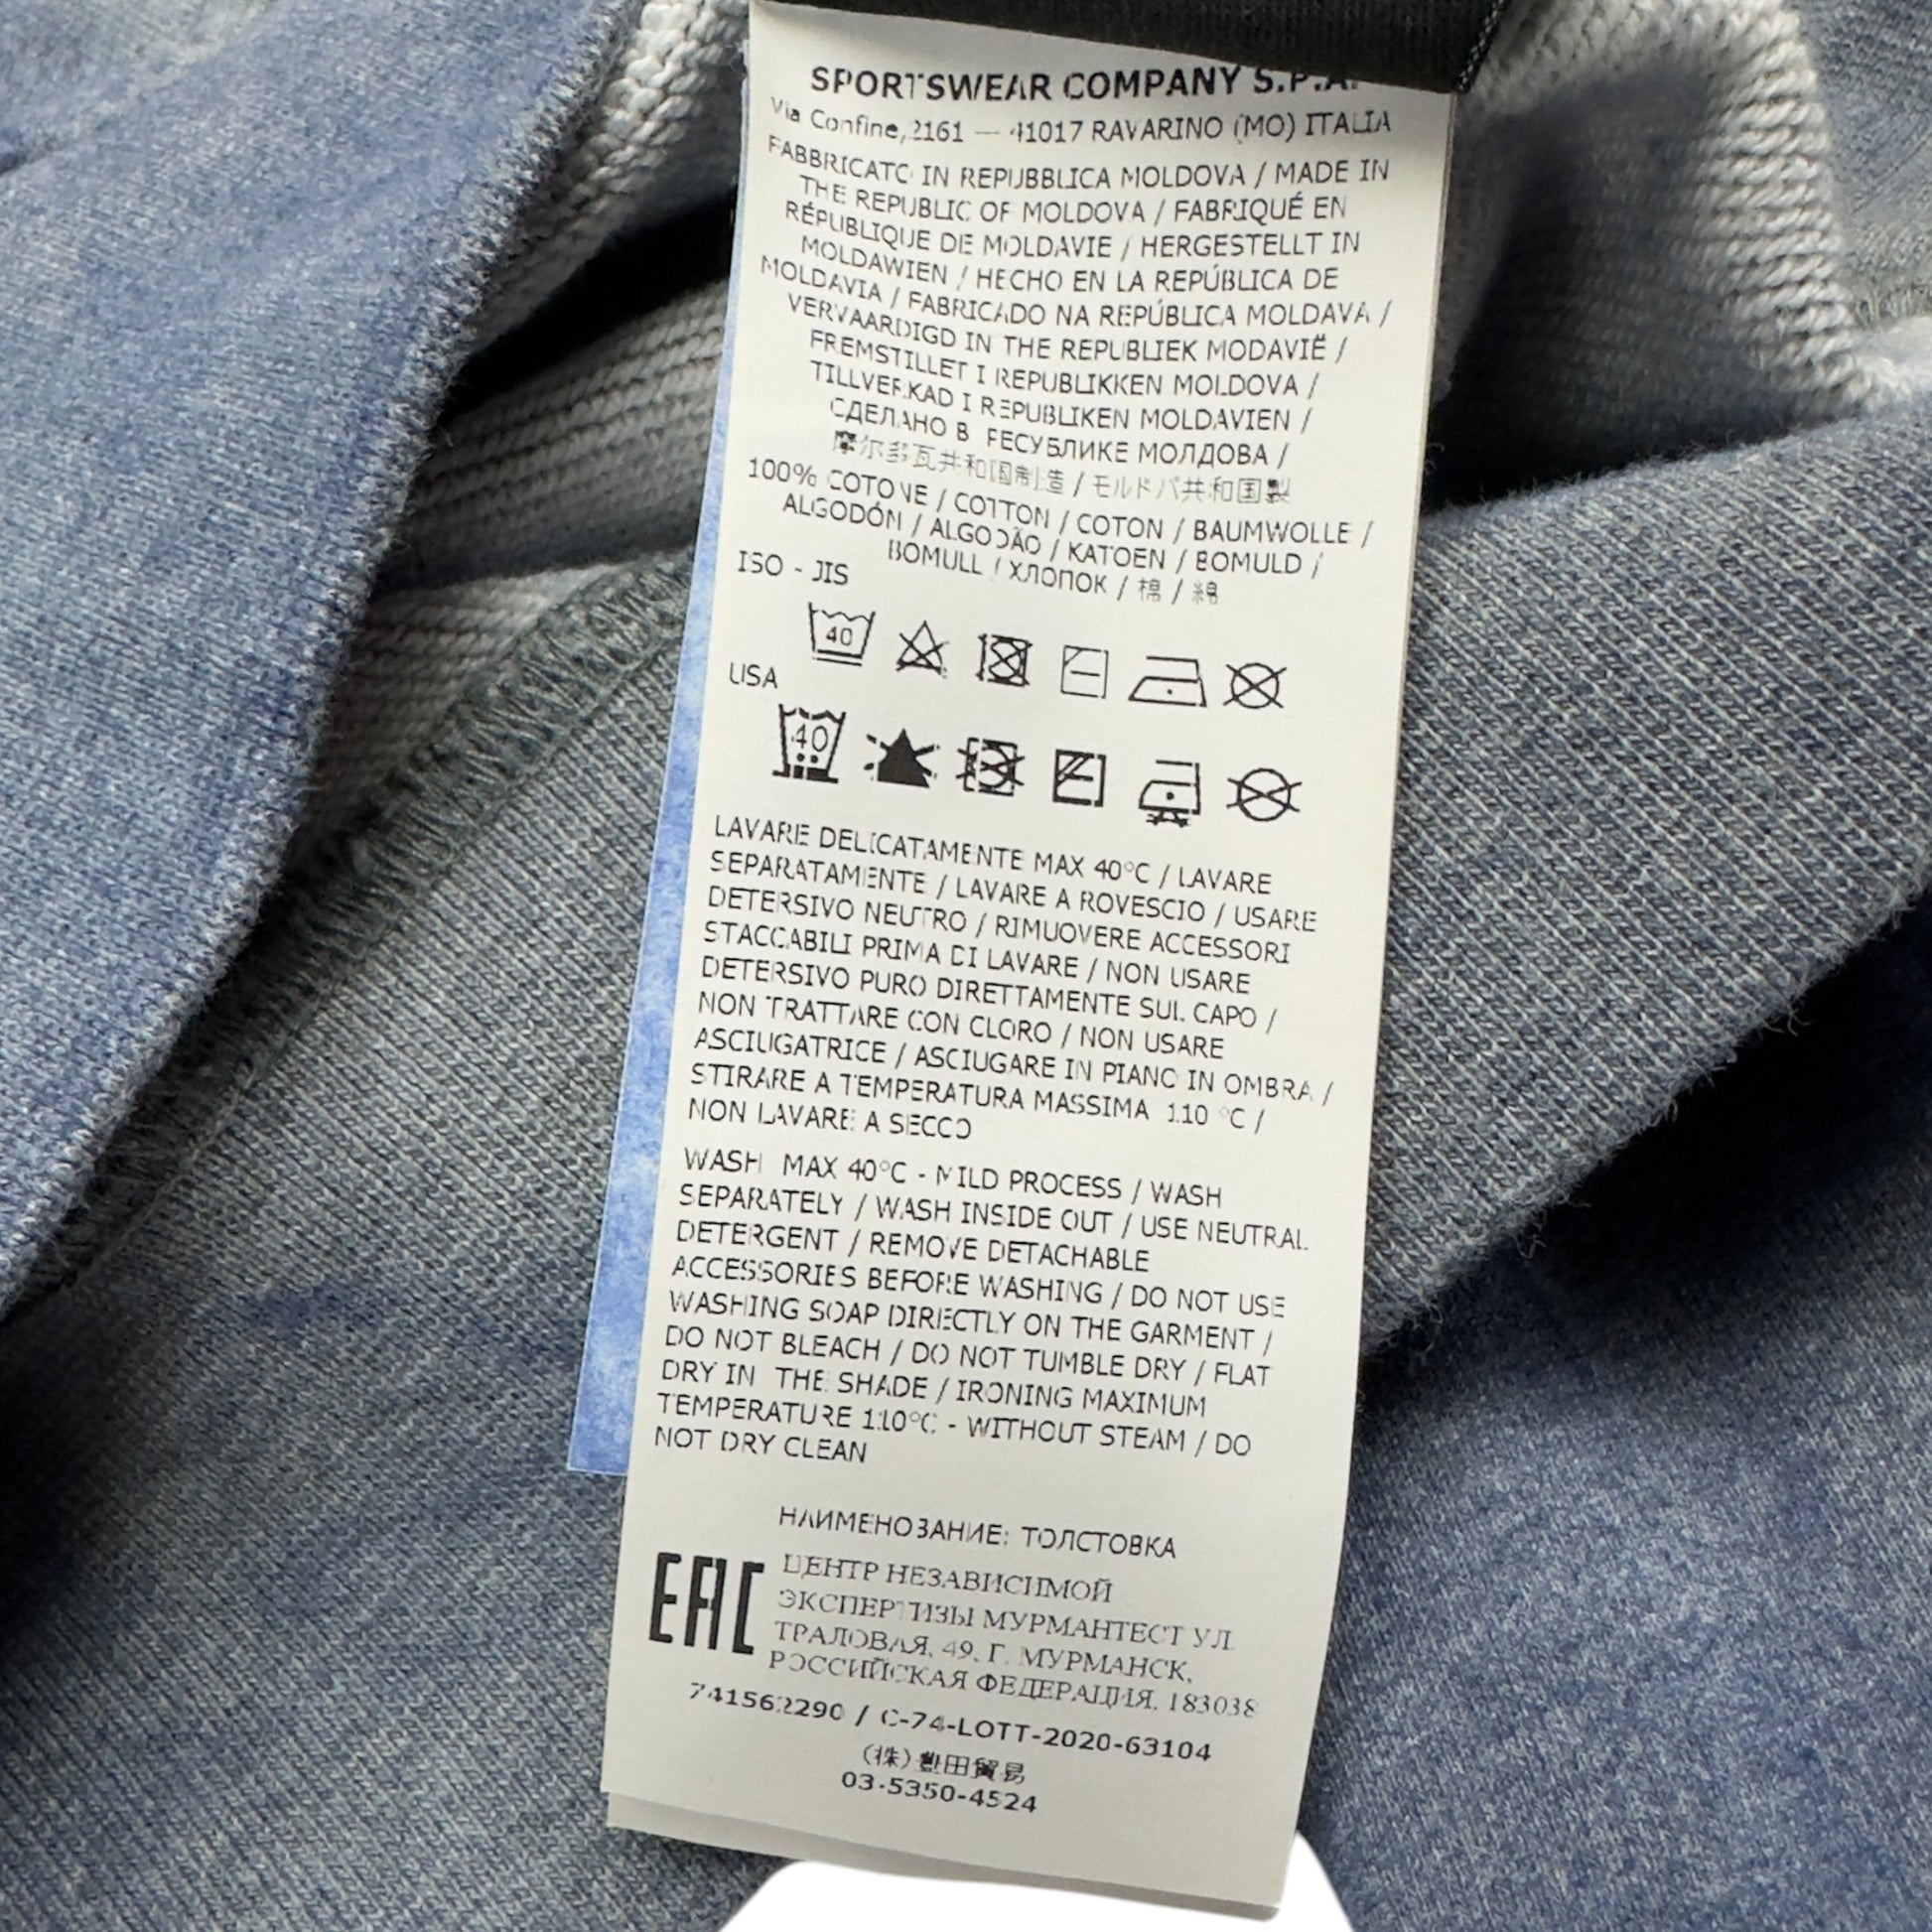 SPORTSWEAR COMPANY S.P.A.
Via Confine, 2161 — 41017 RAVARINO (MO) ITALIA
FABBRICATO IN REPUBBLICA MOLDOVA / MADE IN
THE REPUBLIC OF MOLDOVA / FABRIQUÉ EN
RÉPUBLIQUE DE MOLDAVIE / HERGESTELLT IN
MOLDAWIEN / HECHO EN LA REPÚBLICA DE
MOLDAVIA / FABRICADO NA REPÚBLICA MOLDAVA /
VERVAARDIGD IN THE REPUBLIEK MODAVIË /
FREMSTILLET I REPUBLIKKEN MOLDOVA /
TILLVERKAD I REPUBLIKEN MOLDAVIEN /
СДЕЛАНО В РЕСУБЛИКЕ МОЛДОВА /
摩尔多瓦共和国制造 / モルドバ共和国製
100% COTONE / COTTON / COTON / BAUMWOLLE /
ALGODÓN / ALGODÃO / KATOEN / BOMULD /
BOMULL / ХЛОПОК / 棉 / 綿
ISO - JIS
40
USA
40
LAVARE DELICATAMENTE MAX 40°C / LAVARE
SEPARATAMENTE / LAVARE A ROVESCIO / USARE
DETERSIVO NEUTRO / RIMUOVERE ACCESSORI
STACCABILI PRIMA DI LAVARE / NON USARE
DETERSIVO PURO DIRETTAMENTE SUL CAPO /
NON TRATTARE CON CLORO / NON USARE
ASCIUGATRICE / ASCIUGARE IN PIANO IN OMBRA /
STIRARE A TEMPERATURA MASSIMA 110 °C /
NON LAVARE A SECCO
WASH MAX 40°C - MILD PROCESS / WASH
SEPARATELY / WASH INSIDE OUT / USE NEUTRAL
DETERGENT / REMOVE DETACHABLE
ACCESSORIES BEFORE WASHING / DO NOT USE
WASHING SOAP DIRECTLY ON THE GARMENT /
DO NOT BLEACH / DO NOT TUMBLE DRY / FLAT
DRY IN THE SHADE / IRONING MAXIMUM
TEMPERATURE 110°C - WITHOUT STEAM / DO
NOT DRY CLEAN
НАИМЕНОВАНИЕ: ТОЛСТОВКА
EAC
ЦЕНТР НЕЗАВИСИМОЙ
ЭКСПЕРТИЗЫ МУРМАНТЕСТ УЛ.
ТРАЛОВАЯ, 49, Г. МУРМАНСК,
РОССИЙСКАЯ ФЕДЕРАЦИЯ, 183038
741562290 / C-74-LOTT-2020-63104
(株)豊田貿易
03-5350-4524